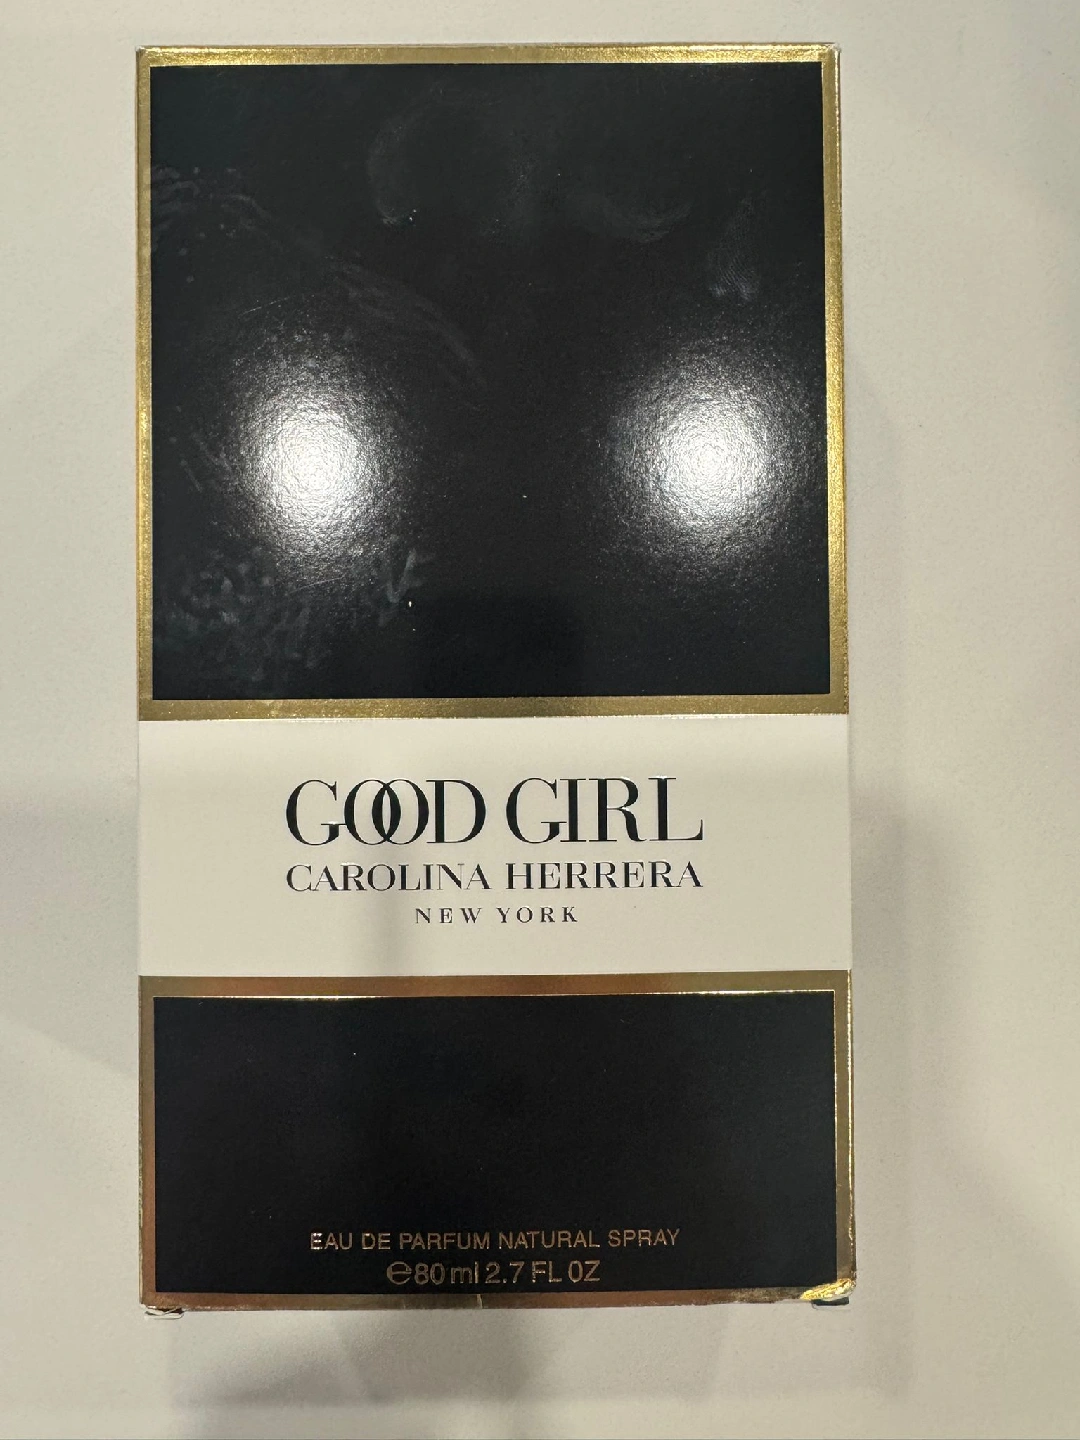 GOOD GIRL
CAROLINA HERRERA
NEW YORK
EAU DE PARFUM NATURAL SPRAY
℮80 ml 2.7 FL OZ